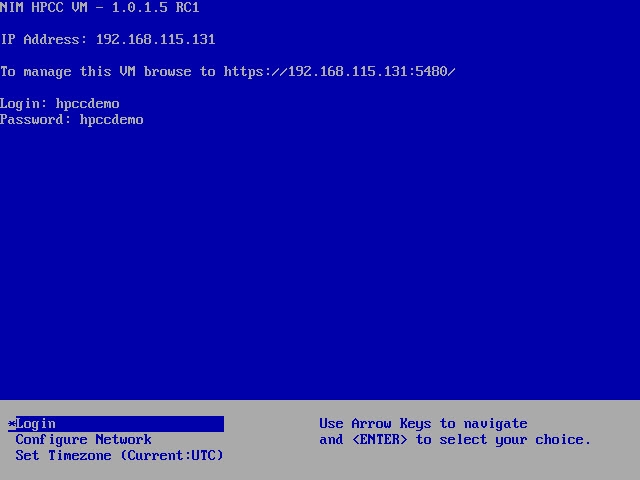 NIM HPCC VM - 1.0.1.5 RC1
IP Address: 192.168.115.131
To manage this VM browse to https://192.168.115.131:5480/
Login: hpccdemo
Password: hpccdemo
*Login
Configure Network
Set Timezone (Current:UTC)
Use Arrow Keys to navigate
and <ENTER> to select your choice.